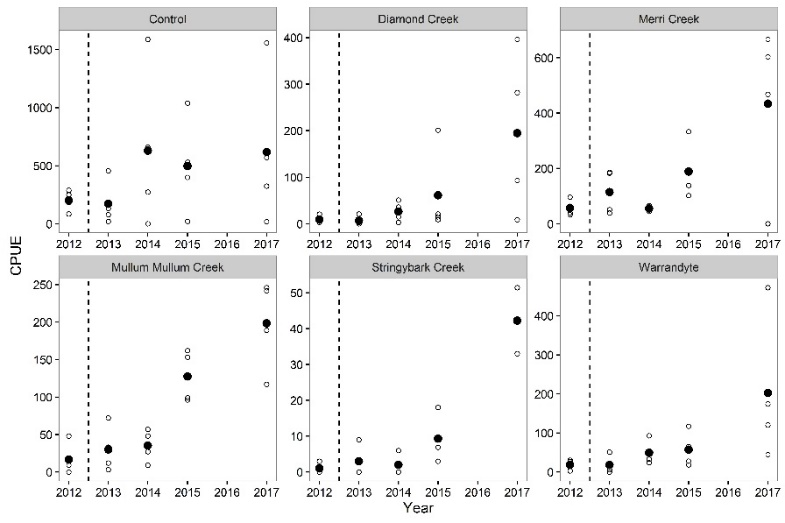 Control
Diamond Creek
Merri Creek
1500
1000
500
0
400
300
200
100
0
600
400
200
0
2012 2013 2014 2015 2016 2017
2012 2013 2014 2015 2016 2017
2012 2013 2014 2015 2016 2017
CPUE
Mullum Mullum Creek
Stringybark Creek
Warrandyte
250
200
150
100
50
0
50
40
30
20
10
0
400
300
200
100
0
2012 2013 2014 2015 2016 2017
2012 2013 2014 2015 2016 2017
2012 2013 2014 2015 2016 2017
Year